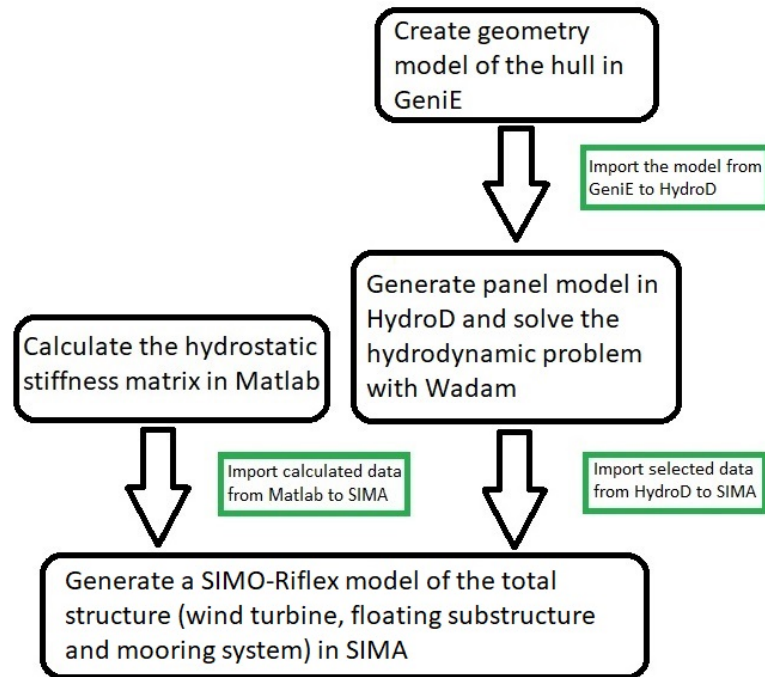 Create geometry
model of the hull in
GeniE
Import the model from
GeniE to HydroD
Generate panel model in
HydroD and solve the
hydrodynamic problem
with Wadam
Calculate the hydrostatic
stiffness matrix in Matlab
Import calculated data
from Matlab to SIMA
Import selected data
from HydroD to SIMA
Generate a SIMO-Riflex model of the total
structure (wind turbine, floating substructure
and mooring system) in SIMA